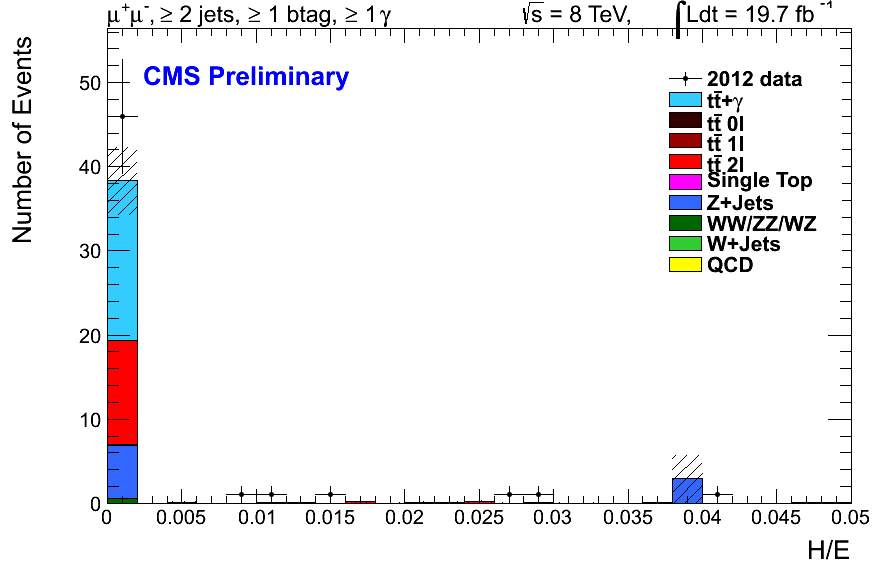 μ⁺μ⁻, ≥ 2 jets, ≥ 1 btag, ≥ 1 γ √s = 8 TeV, ∫Ldt = 19.7 fb⁻¹
CMS Preliminary
2012 data
tt̄+γ
tt̄ 0l
tt̄ 1l
tt̄ 2l
Single Top
Z+Jets
WW/ZZ/WZ
W+Jets
QCD
Number of Events
50
40
30
20
10
0
0 0.005 0.01 0.015 0.02 0.025 0.03 0.035 0.04 0.045 0.05
H/E